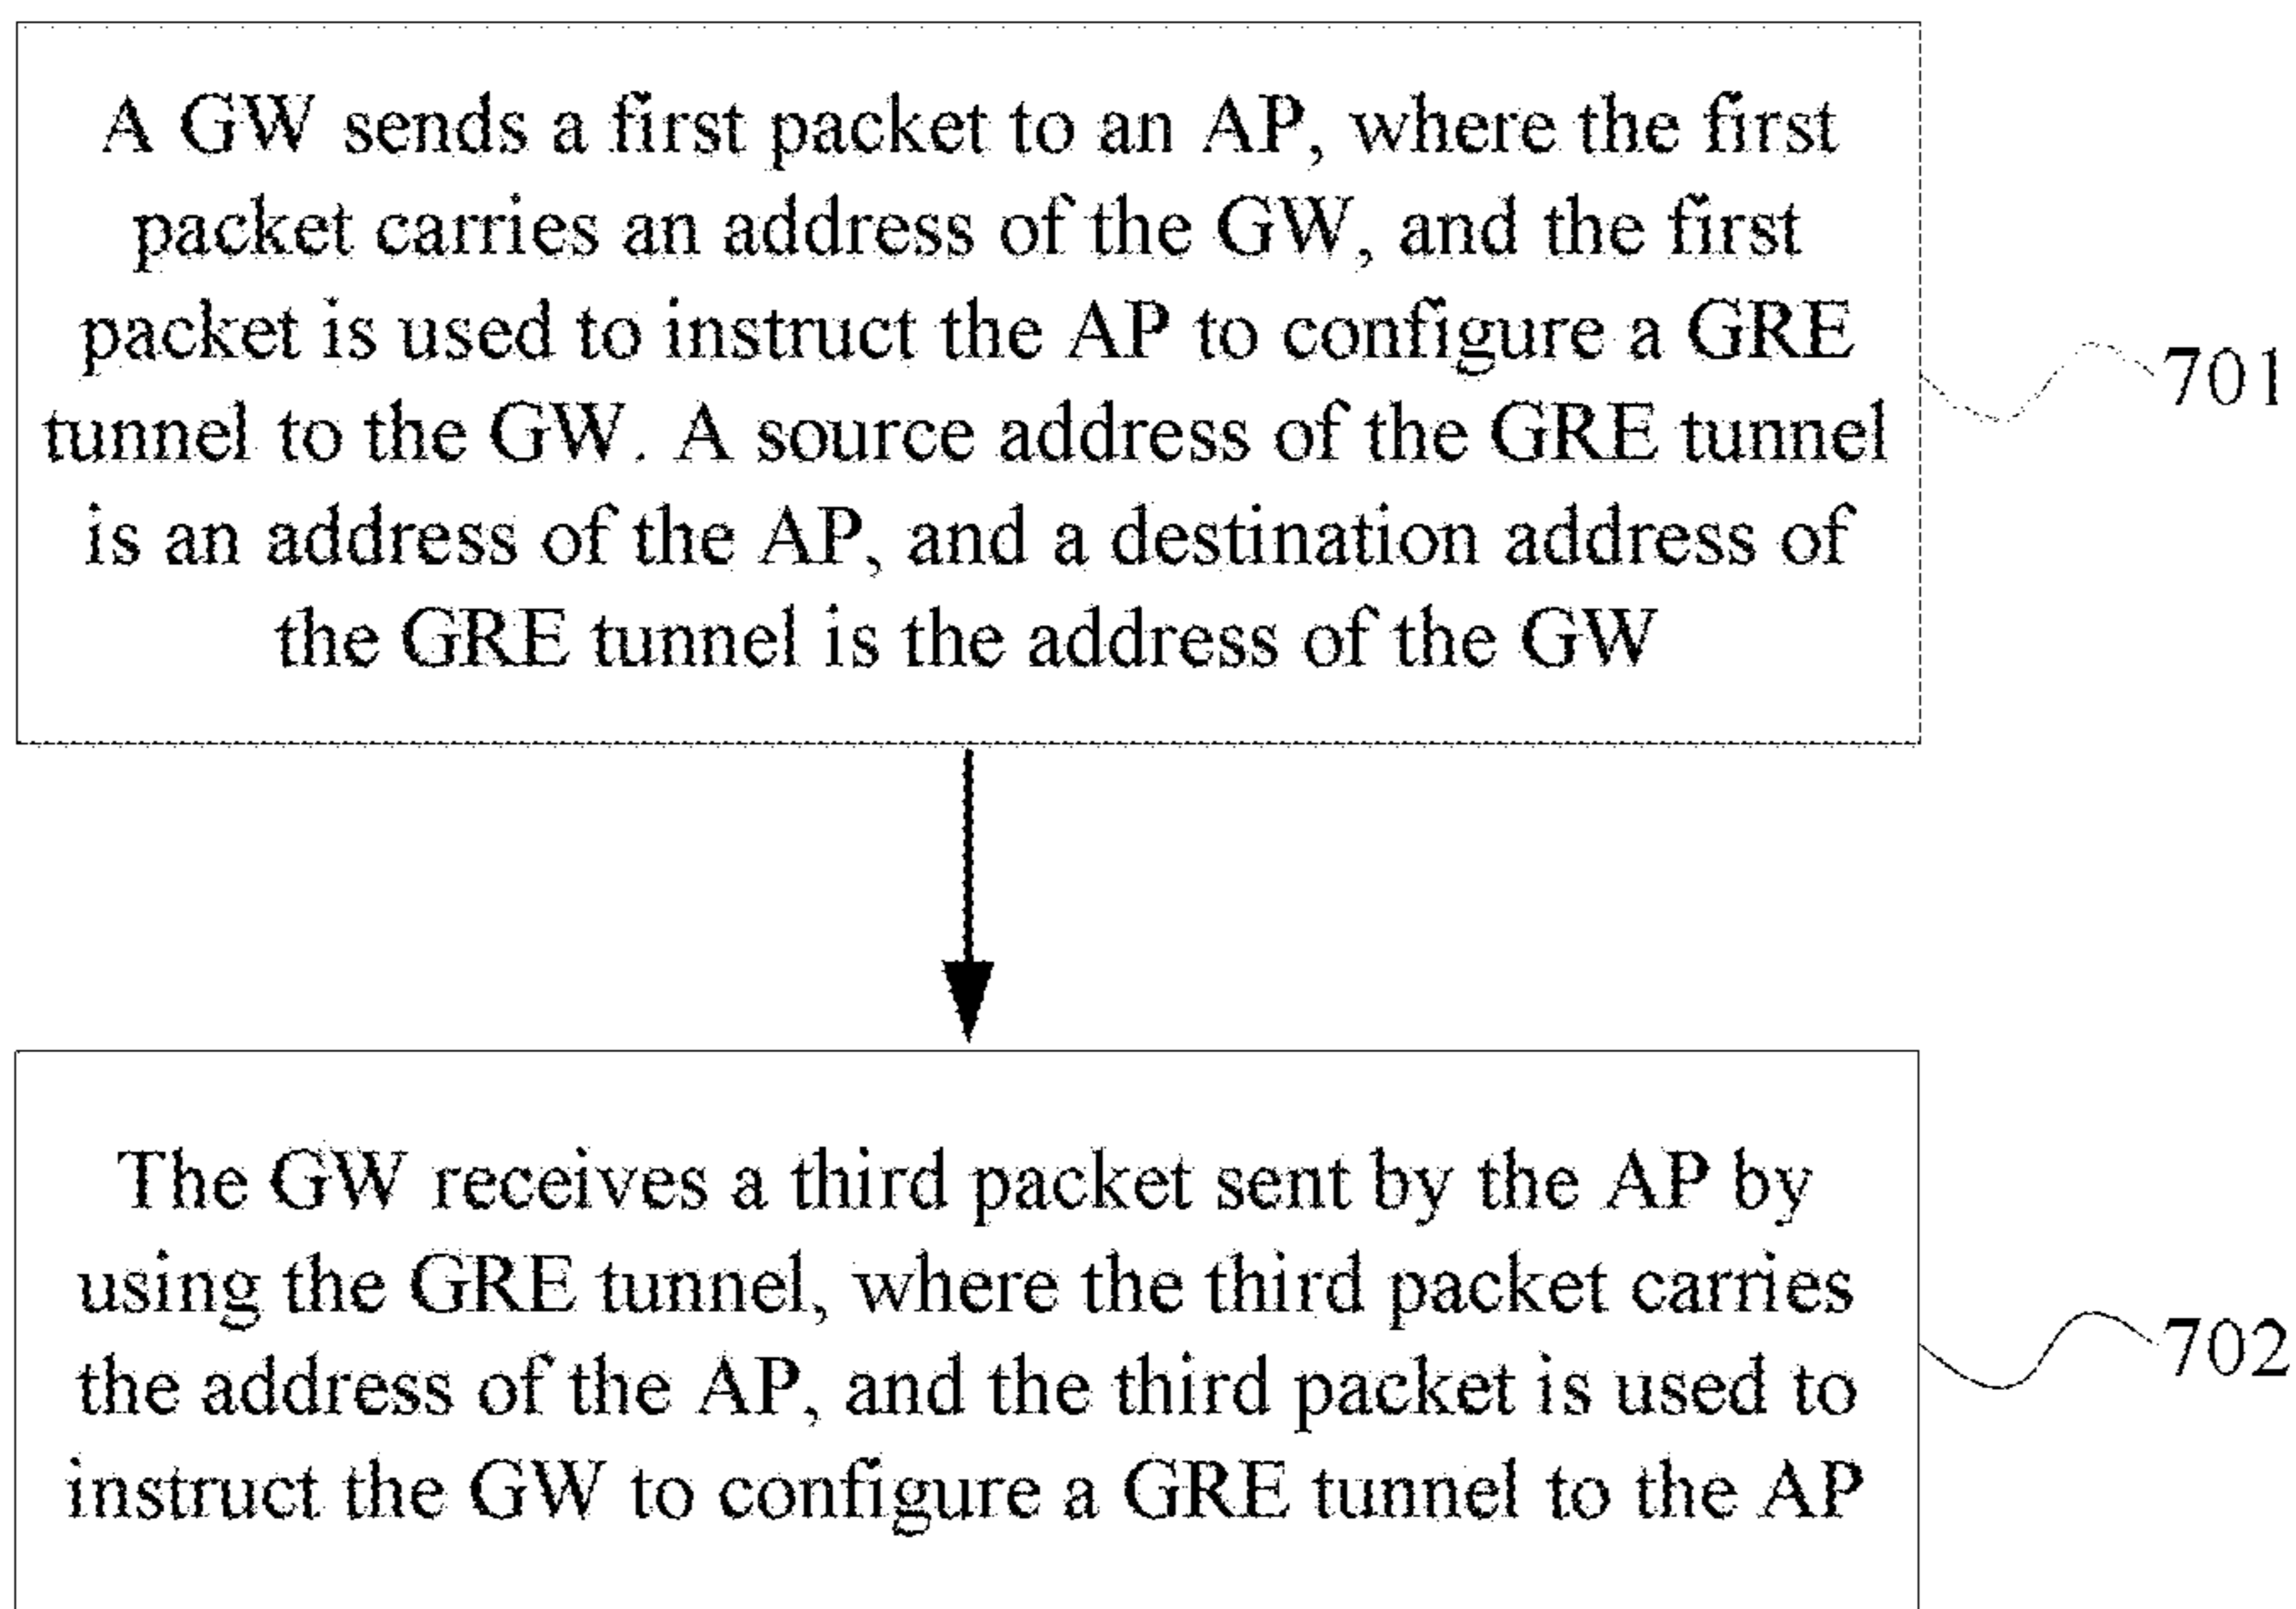 A GW sends a first packet to an AP, where the first
packet carries an address of the GW, and the first
packet is used to instruct the AP to configure a GRE
tunnel to the GW. A source address of the GRE tunnel
is an address of the AP, and a destination address of
the GRE tunnel is the address of the GW
701
The GW receives a third packet sent by the AP by
using the GRE tunnel, where the third packet carries
the address of the AP, and the third packet is used to
instruct the GW to configure a GRE tunnel to the AP
702